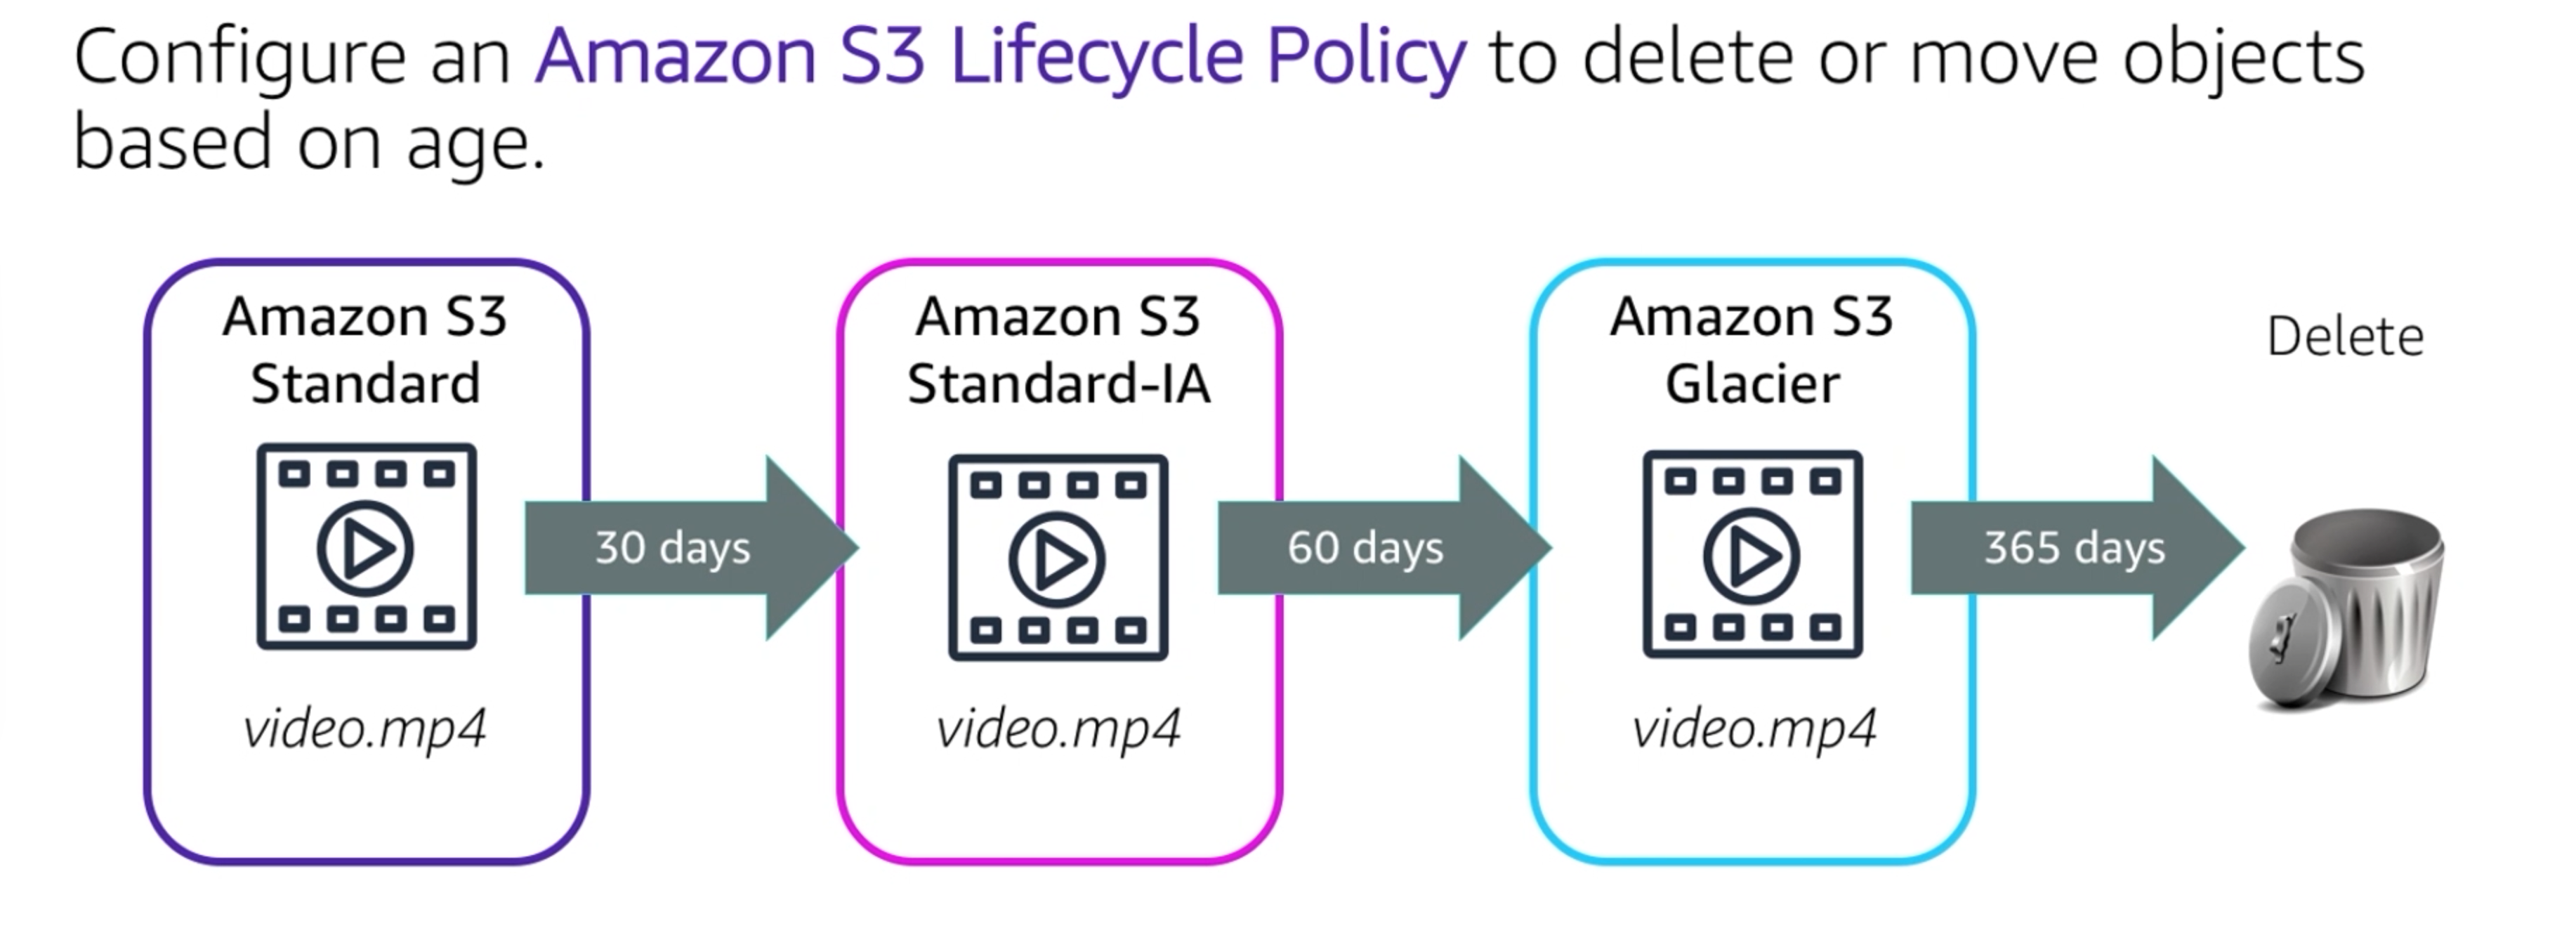 Configure an Amazon S3 Lifecycle Policy to delete or move objects
based on age.
Amazon S3
Standard
video.mp4
30 days
Amazon S3
Standard-IA
video.mp4
60 days
Amazon S3
Glacier
video.mp4
365 days
Delete